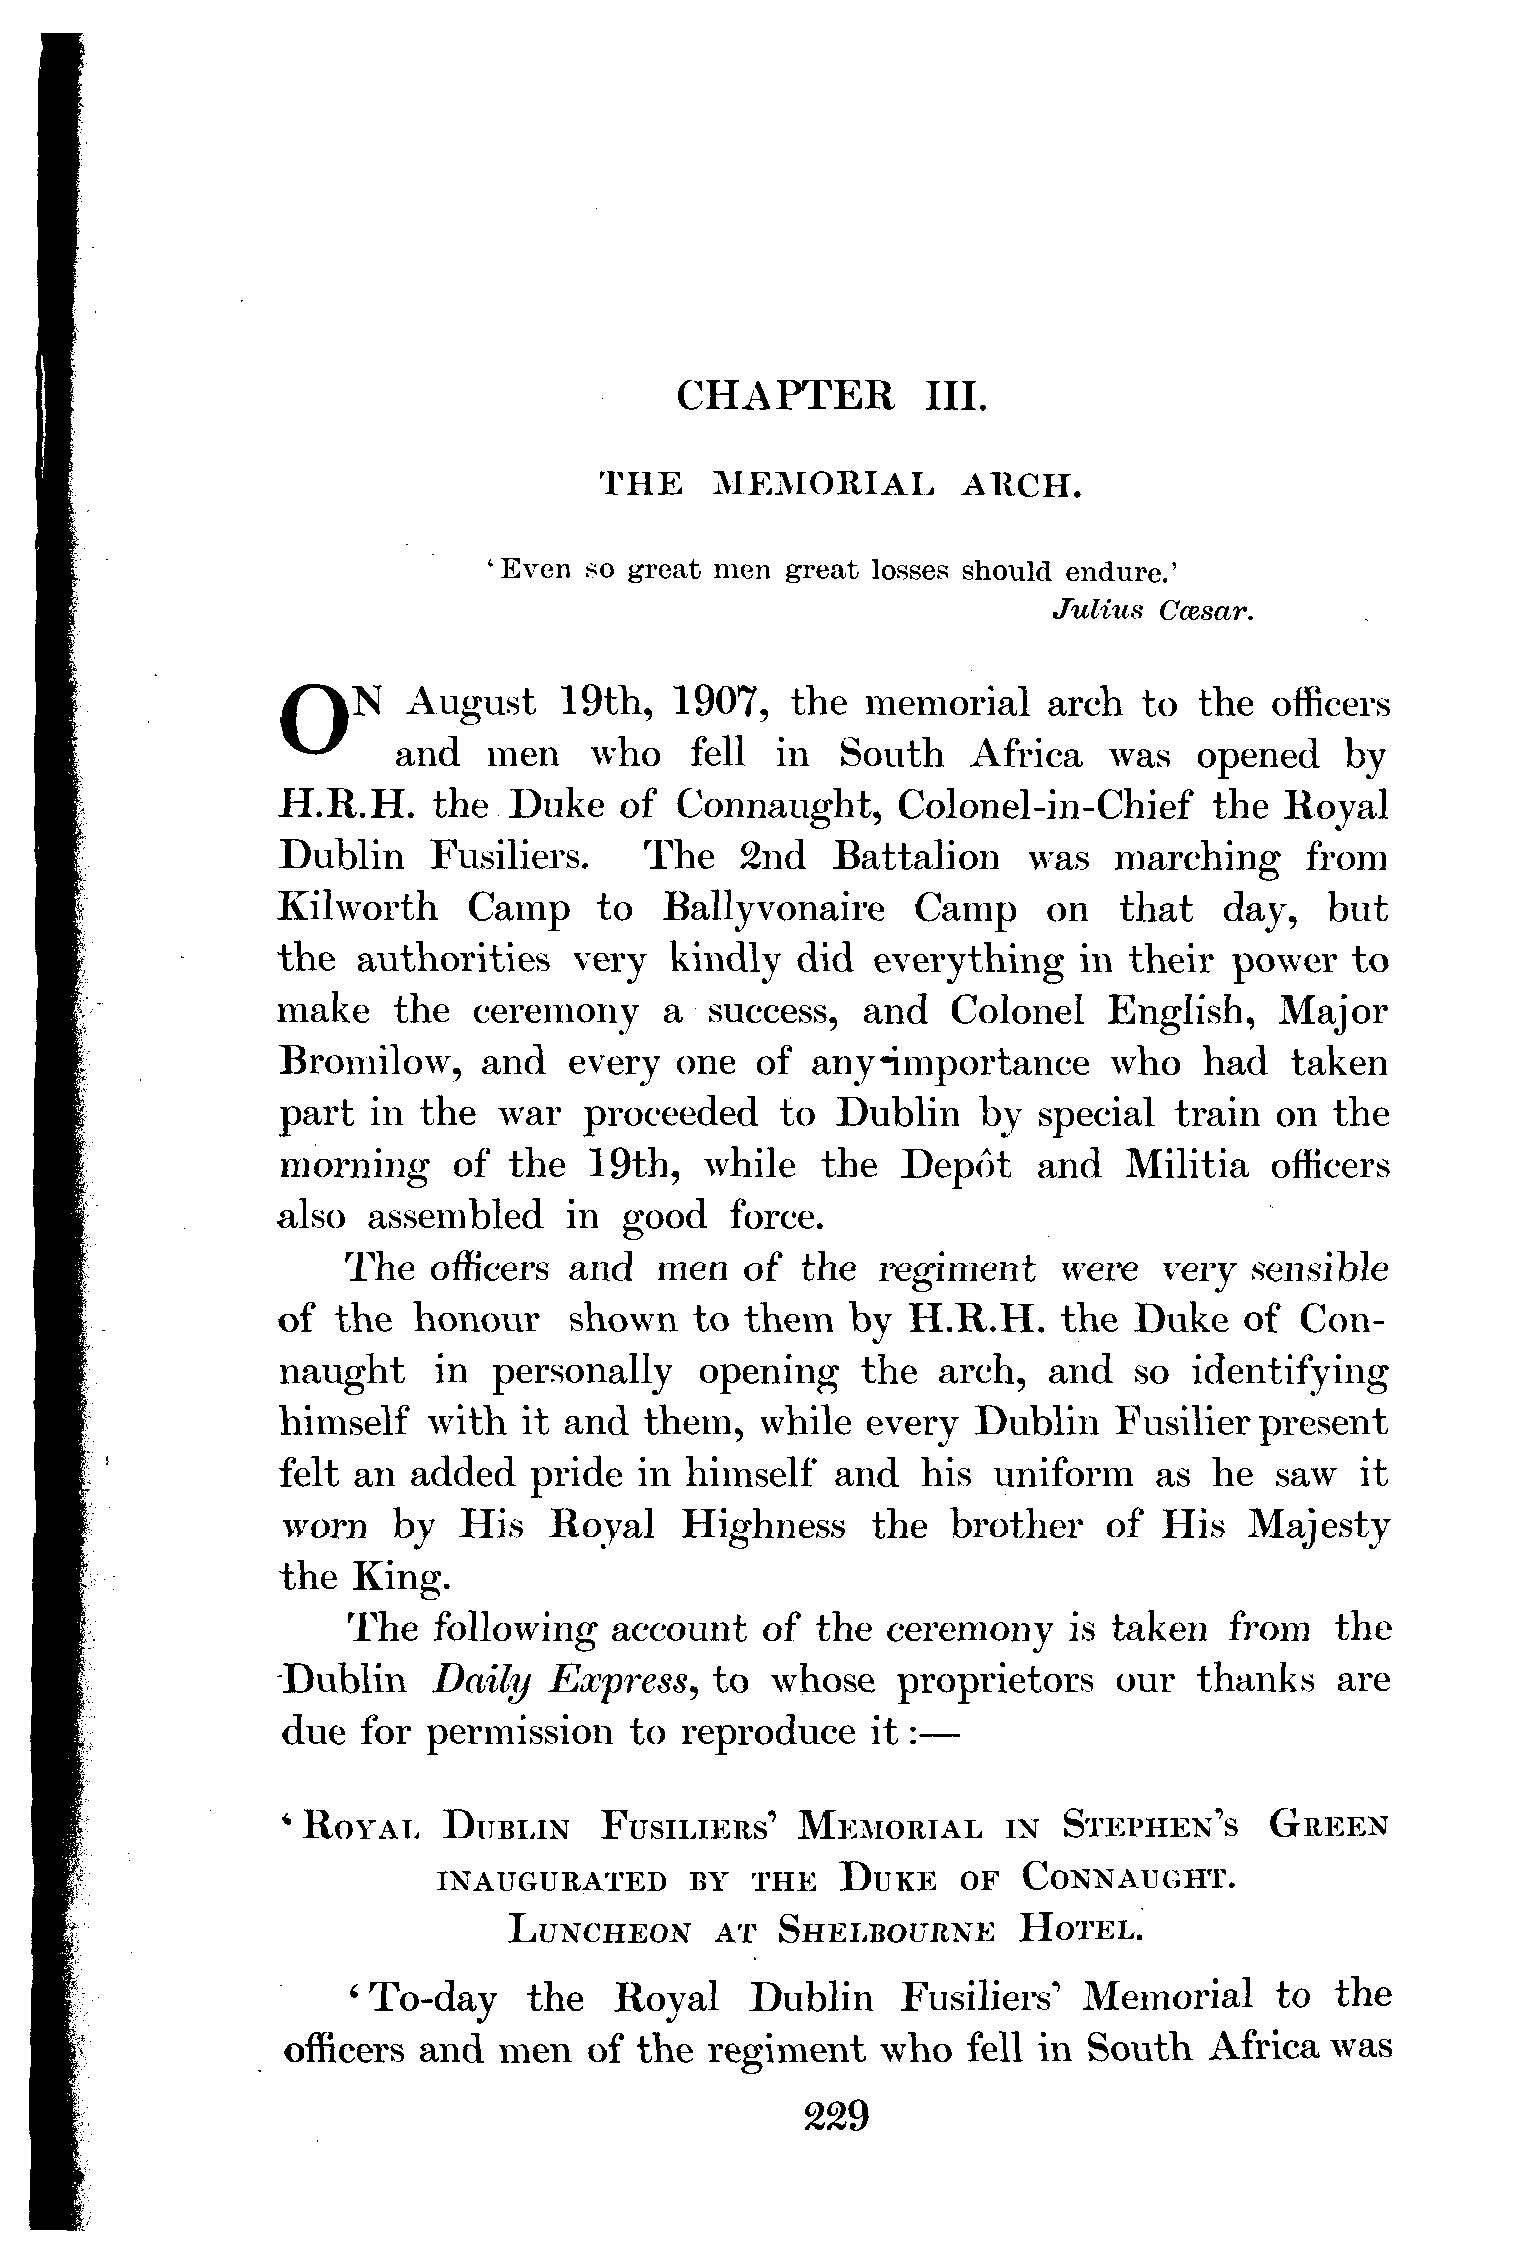 CHAPTER III.
THE MEMORIAL ARCH.
‘Even so great men great losses should endure.’
Julius Cæsar.
ON August 19th, 1907, the memorial arch to the officers
and men who fell in South Africa was opened by
H.R.H. the Duke of Connaught, Colonel-in-Chief the Royal
Dublin Fusiliers. The 2nd Battalion was marching from
Kilworth Camp to Ballyvonaire Camp on that day, but
the authorities very kindly did everything in their power to
make the ceremony a success, and Colonel English, Major
Bromilow, and every one of any importance who had taken
part in the war proceeded to Dublin by special train on the
morning of the 19th, while the Depôt and Militia officers
also assembled in good force.
The officers and men of the regiment were very sensible
of the honour shown to them by H.R.H. the Duke of Con-
naught in personally opening the arch, and so identifying
himself with it and them, while every Dublin Fusilier present
felt an added pride in himself and his uniform as he saw it
worn by His Royal Highness the brother of His Majesty
the King.
The following account of the ceremony is taken from the
Dublin Daily Express, to whose proprietors our thanks are
due for permission to reproduce it:—
‘ROYAL DUBLIN FUSILIERS’ MEMORIAL IN STEPHEN’S GREEN
INAUGURATED BY THE DUKE OF CONNAUGHT.
LUNCHEON AT SHELBOURNE HOTEL.
‘To-day the Royal Dublin Fusiliers’ Memorial to the
officers and men of the regiment who fell in South Africa was
229